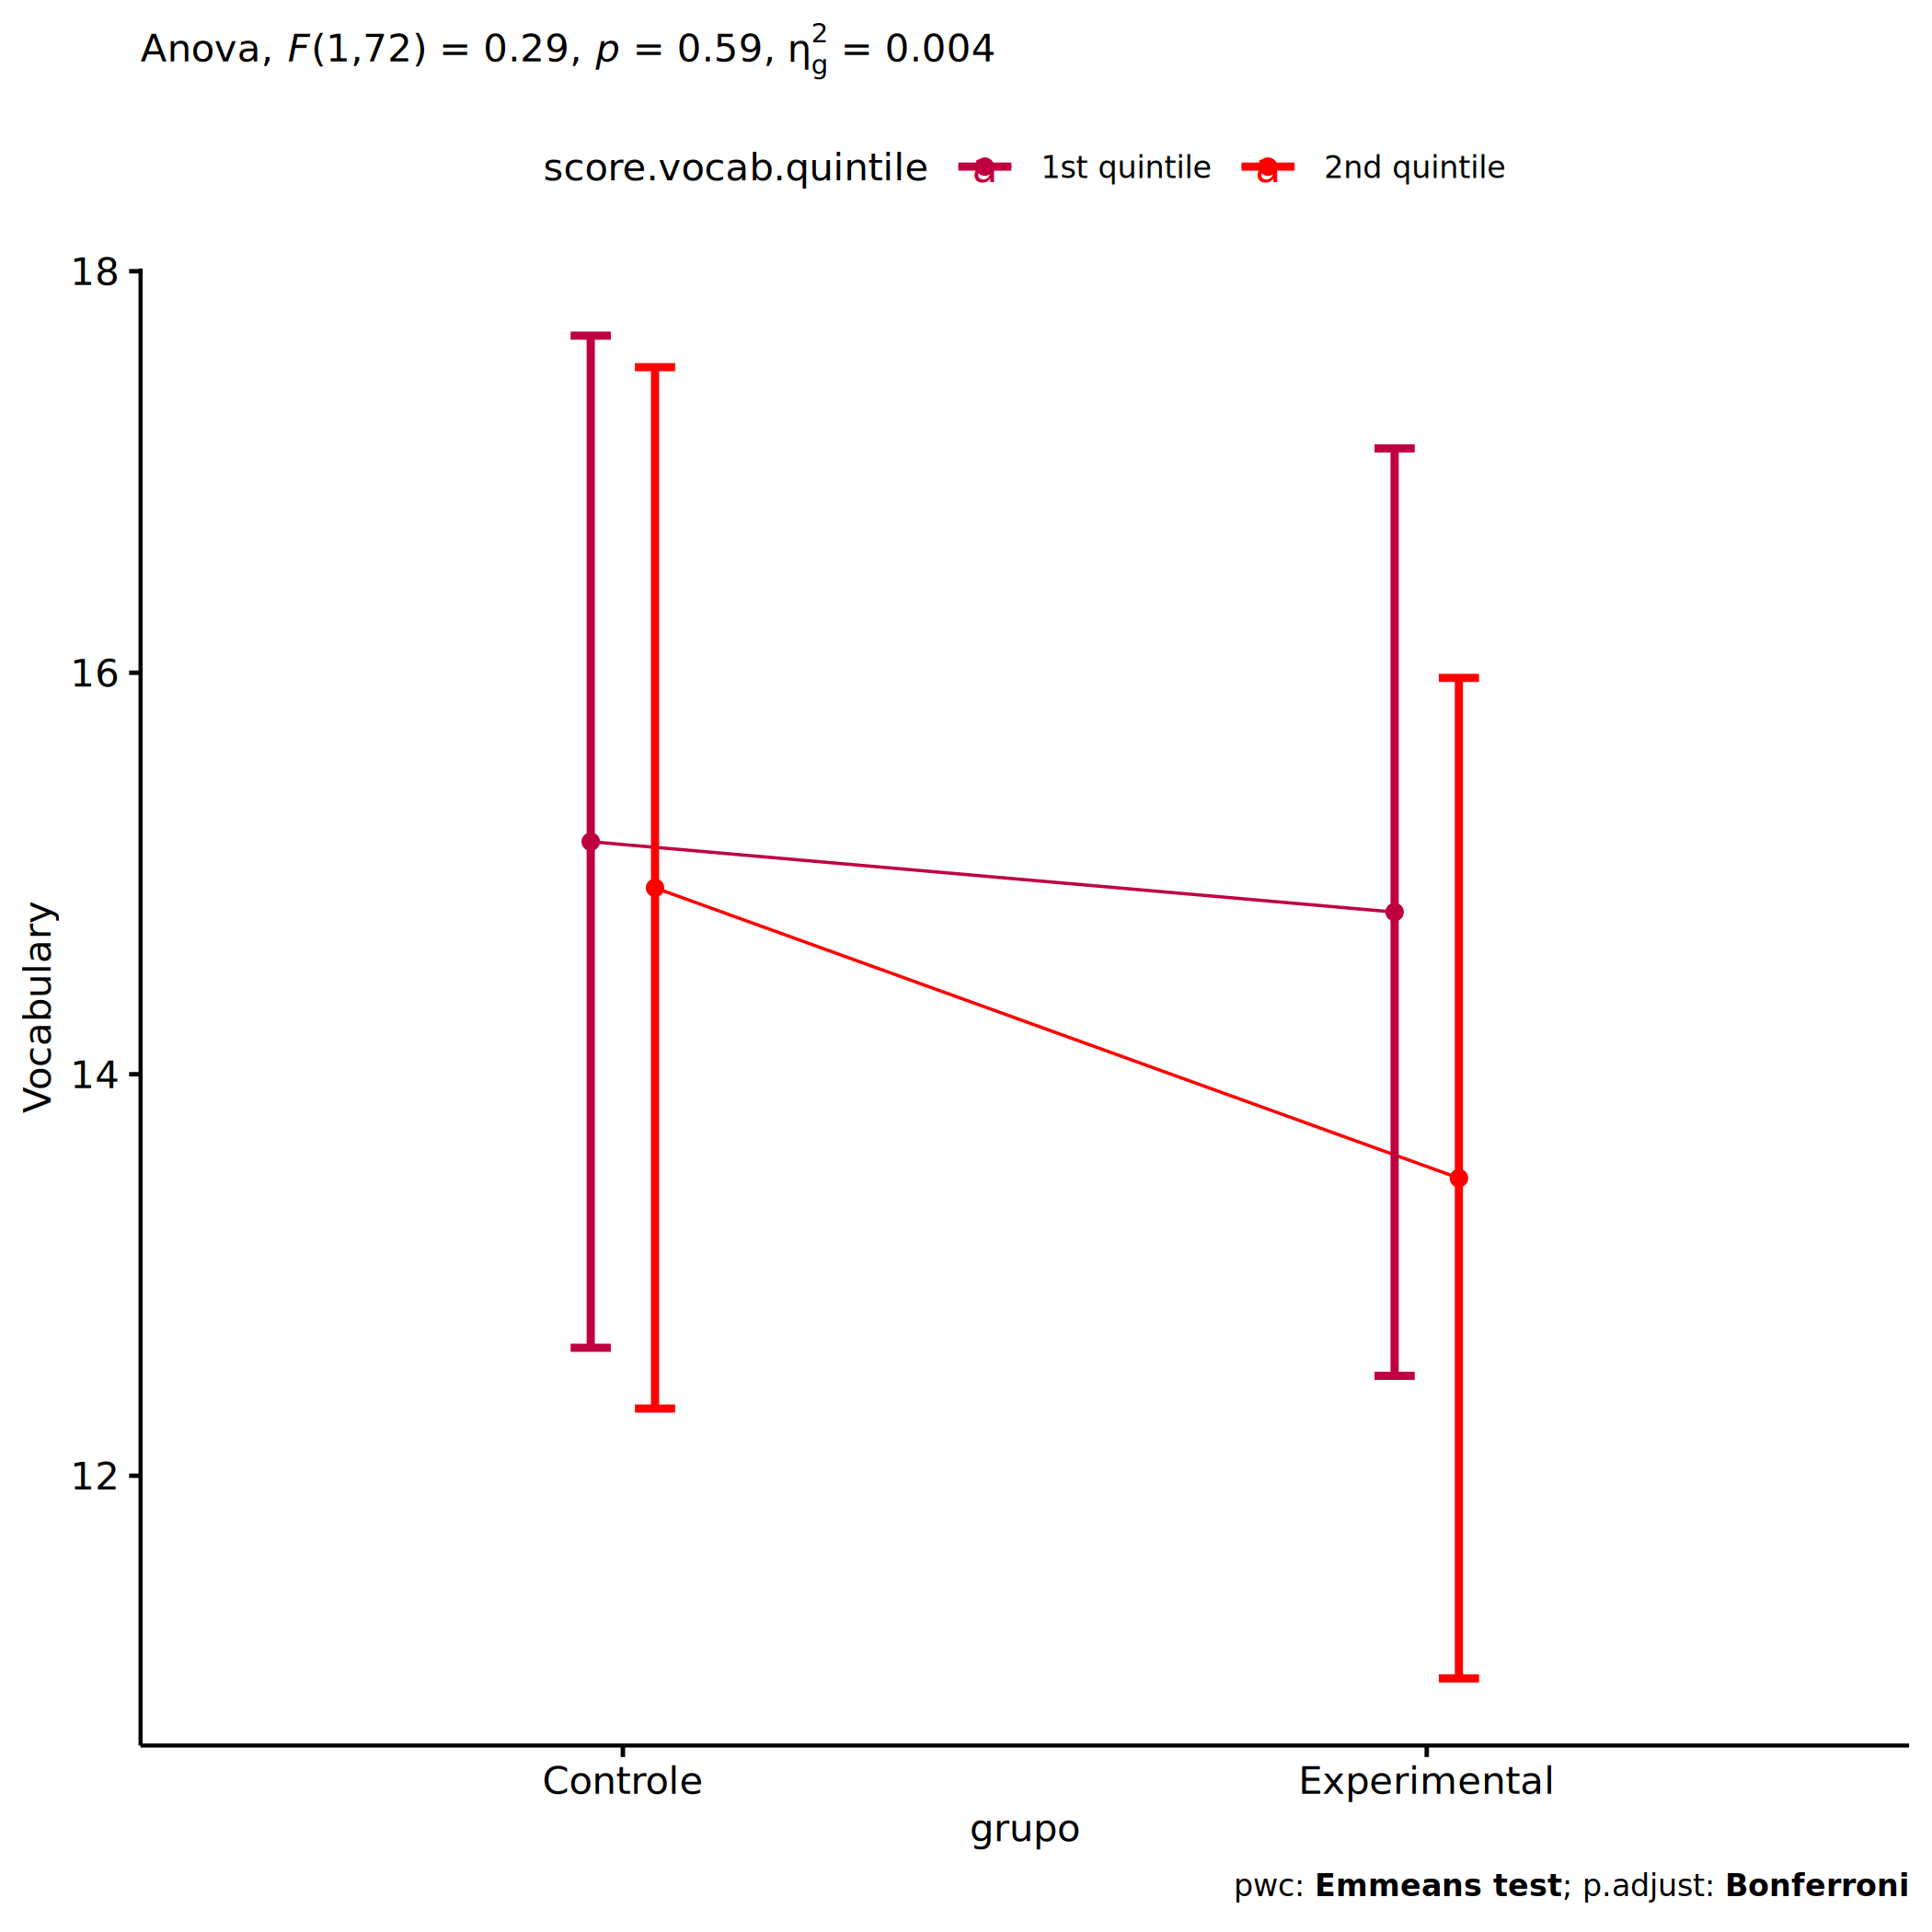 Anova, F(1,72) = 0.29, p = 0.59, η²g = 0.004
score.vocab.quintile a 1st quintile a 2nd quintile
18
16
14
12
Vocabulary
Controle Experimental
grupo
pwc: Emmeans test; p.adjust: Bonferroni